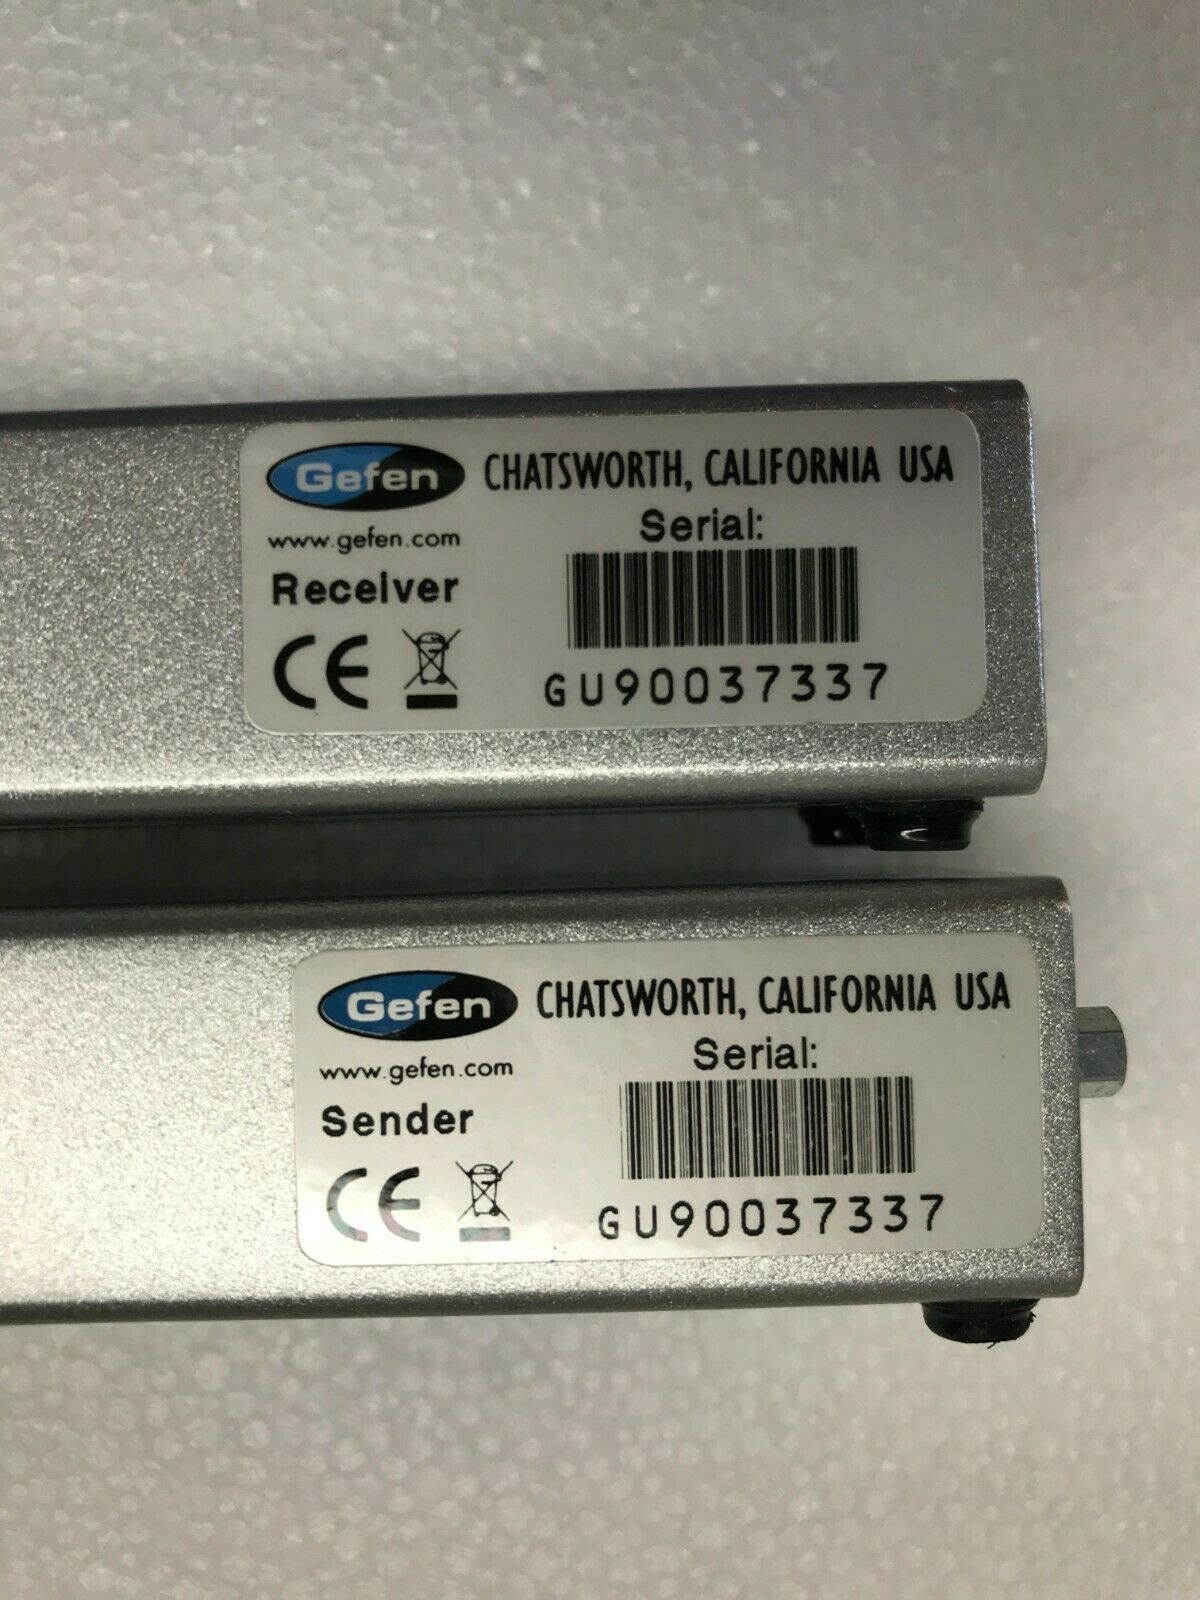 Gefen CHATSWORTH, CALIFORNIA USA
www.gefen.com
Serial:
Receiver
CE
GU90037337
Gefen CHATSWORTH, CALIFORNIA USA
www.gefen.com
Serial:
Sender
CE
GU90037337